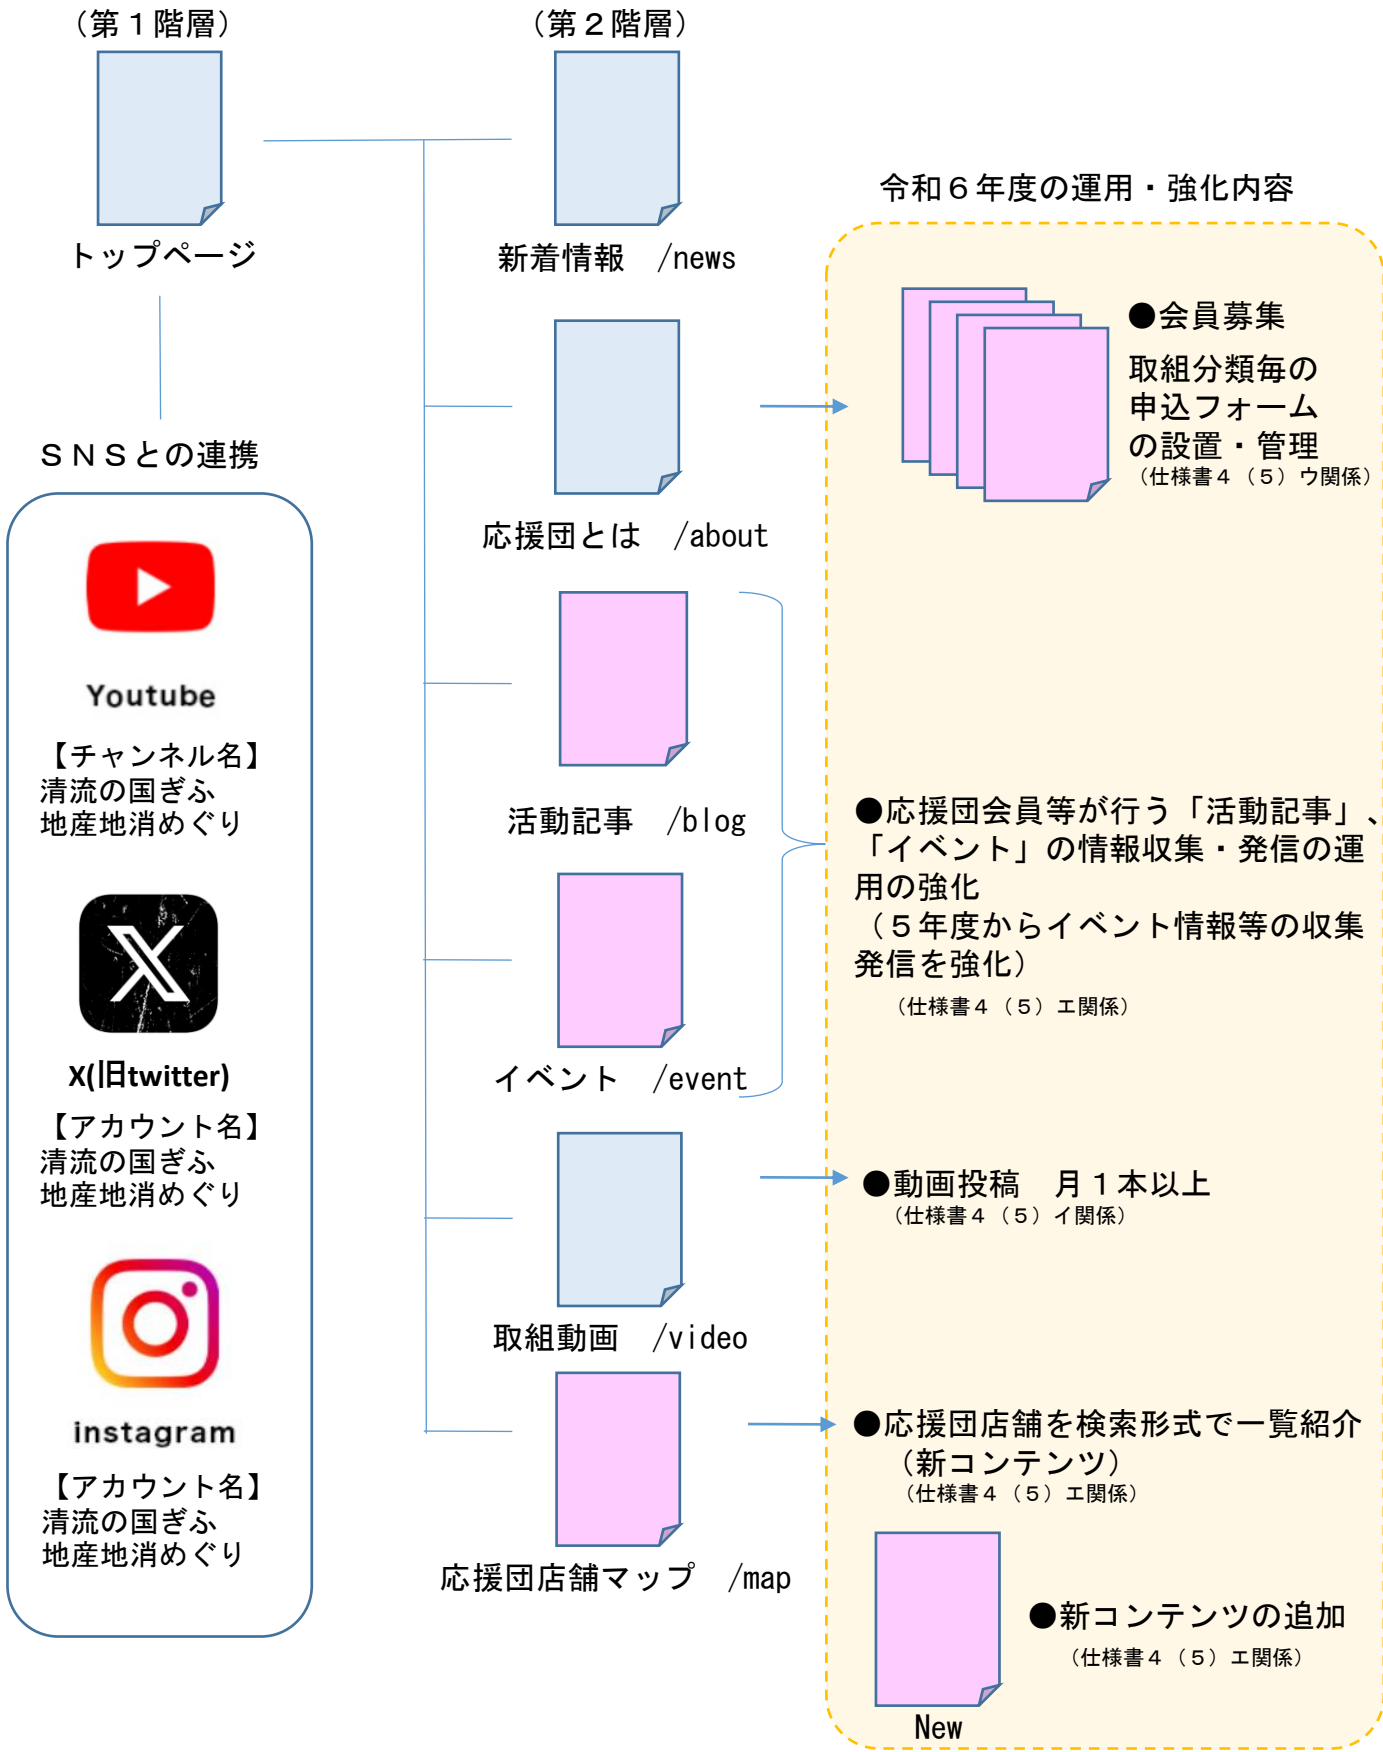 （第１階層）
（第２階層）
トップページ
新着情報　/news
令和６年度の運用・強化内容
●会員募集
取組分類毎の
申込フォーム
の設置・管理
（仕様書４（５）ウ関係）
ＳＮＳとの連携
応援団とは　/about
Youtube
【チャンネル名】
清流の国ぎふ
地産地消めぐり
活動記事　/blog
●応援団会員等が行う「活動記事」、
「イベント」の情報収集・発信の運
用の強化
（５年度からイベント情報等の収集
発信を強化）
（仕様書４（５）エ関係）
X(旧twitter)
【アカウント名】
清流の国ぎふ
地産地消めぐり
イベント　/event
●動画投稿　月１本以上
（仕様書４（５）イ関係）
取組動画　/video
instagram
【アカウント名】
清流の国ぎふ
地産地消めぐり
●応援団店舗を検索形式で一覧紹介
（新コンテンツ）
（仕様書４（５）エ関係）
応援団店舗マップ　/map
●新コンテンツの追加
（仕様書４（５）エ関係）
New